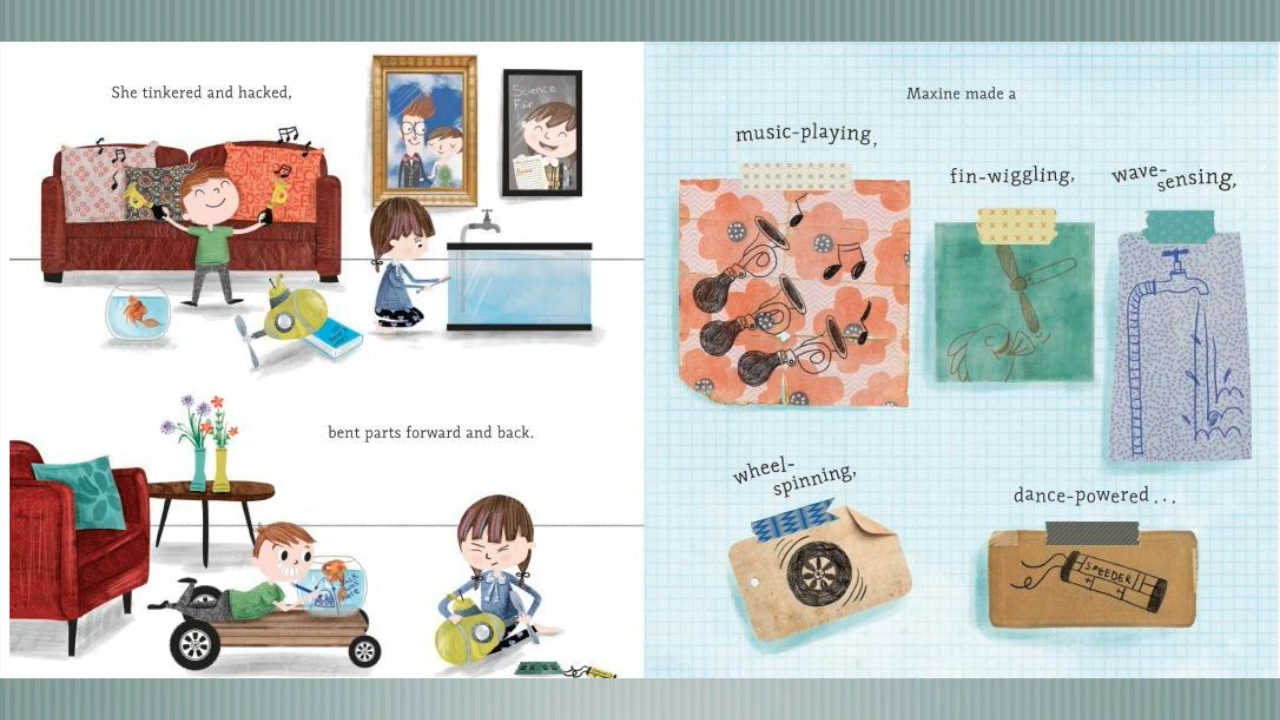 She tinkered and hacked,
Science
Fair
bent parts forward and back.
Maxine made a
music-playing,
fin-wiggling,
wave-
sensing,
wheel-
spinning,
dance-powered...
SPEEDER